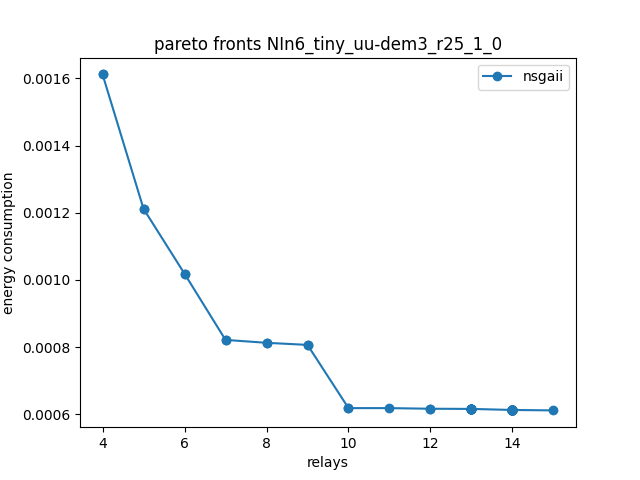 pareto fronts NIn6_tiny_uu-dem3_r25_1_0
nsgaii
energy consumption
0.0016
0.0014
0.0012
0.0010
0.0008
0.0006
4 6 8 10 12 14
relays